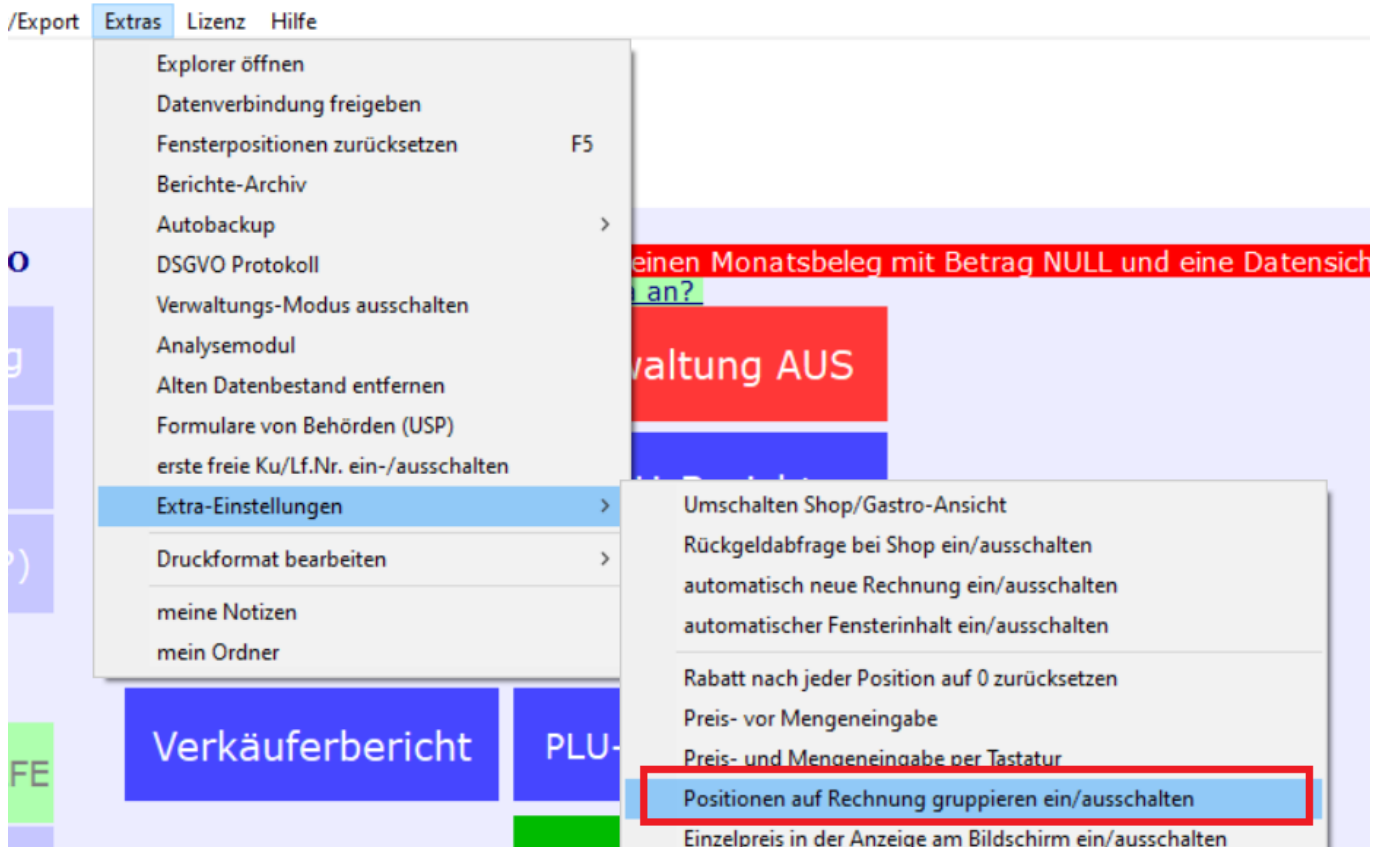 /Export Extras Lizenz Hilfe
Explorer öffnen
Datenverbindung freigeben
Fensterpositionen zurücksetzen F5
Berichte-Archiv
Autobackup >
DSGVO Protokoll
Verwaltungs-Modus ausschalten
Analysemodul
Alten Datenbestand entfernen
Formulare von Behörden (USP)
erste freie Ku/Lf.Nr. ein-/ausschalten
Extra-Einstellungen >
Druckformat bearbeiten >
meine Notizen
mein Ordner
O
einen Monatsbeleg mit Betrag NULL und eine Datensich
an?
g
waltung AUS
)
Umschalten Shop/Gastro-Ansicht
Rückgeldabfrage bei Shop ein/ausschalten
automatisch neue Rechnung ein/ausschalten
automatischer Fensterinhalt ein/ausschalten
Rabatt nach jeder Position auf 0 zurücksetzen
Preis- vor Mengeneingabe
Preis- und Mengeneingabe per Tastatur
Positionen auf Rechnung gruppieren ein/ausschalten
Einzelpreis in der Anzeige am Bildschirm ein/ausschalten
Verkäuferbericht
PLU-
FE